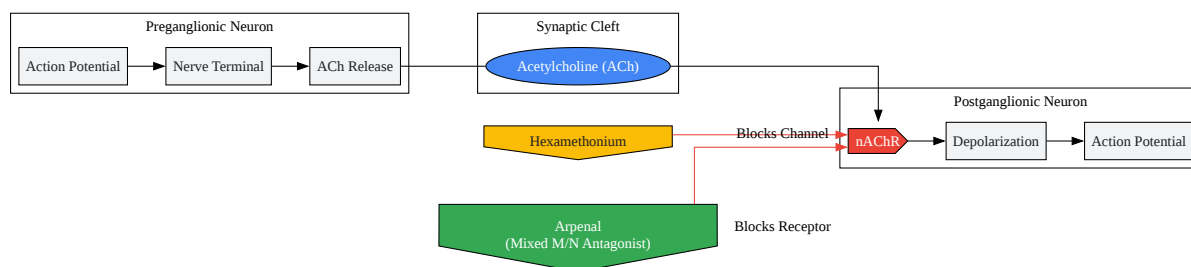 Preganglionic Neuron
Action Potential
Nerve Terminal
ACh Release
Synaptic Cleft
Acetylcholine (ACh)
Postganglionic Neuron
nAChR
Depolarization
Action Potential
Hexamethonium
Blocks Channel
Arpenal
(Mixed M/N Antagonist)
Blocks Receptor